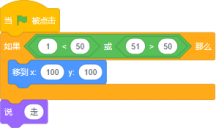 当 被点击
如果 1 < 50 或 51 > 50 那么
移到 x: 100 y: 100
说 走